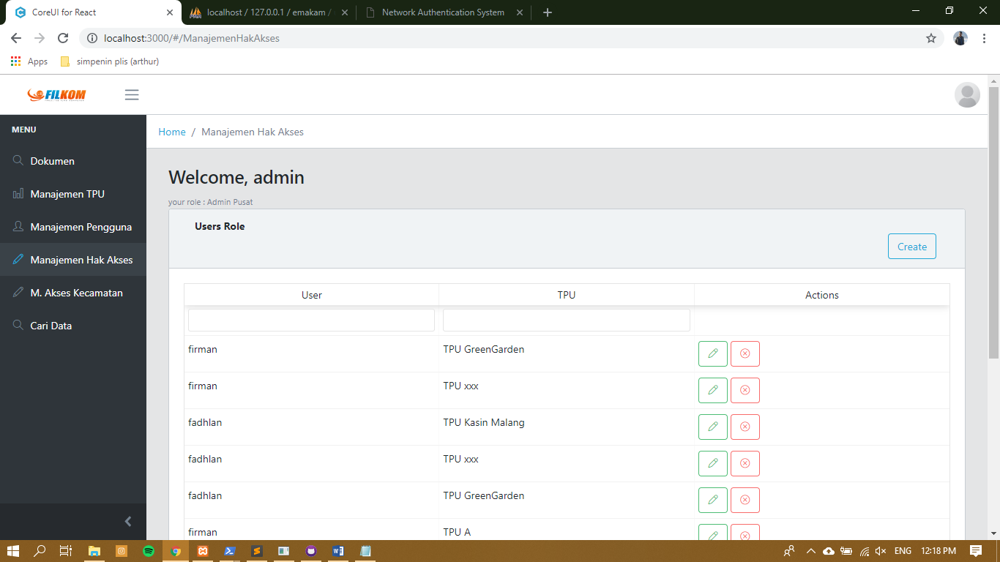 CoreUI for React
localhost / 127.0.0.1 / emakam /
Network Authentication System
localhost:3000/#/ManajemenHakAkses
Apps
simpenin plis (arthur)
FILKOM
MENU
Home / Manajemen Hak Akses
Dokumen
Manajemen TPU
Manajemen Pengguna
Manajemen Hak Akses
M. Akses Kecamatan
Cari Data
Welcome, admin
your role : Admin Pusat
Users Role
Create
User TPU Actions
firman TPU GreenGarden
firman TPU xxx
fadhlan TPU Kasin Malang
fadhlan TPU xxx
fadhlan TPU GreenGarden
firman TPU A
ENG 12:18 PM